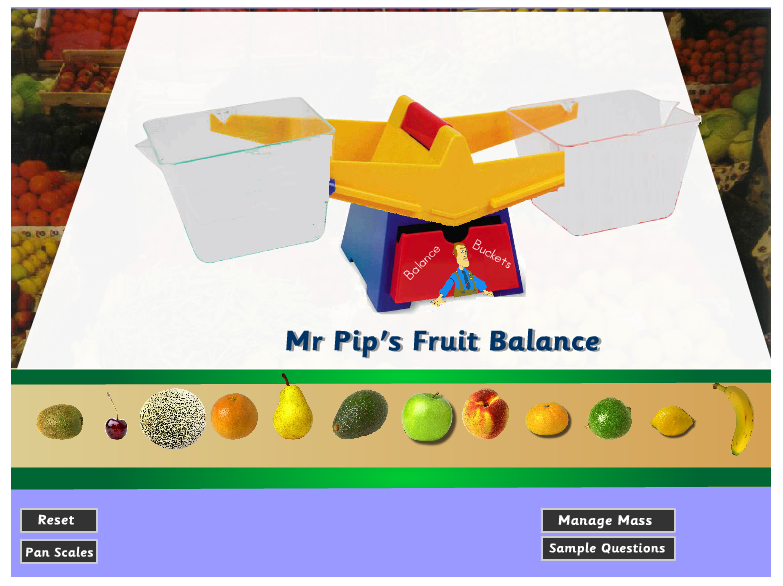 Balance Buckets
Mr Pip's Fruit Balance
Reset
Manage Mass
Pan Scales
Sample Questions